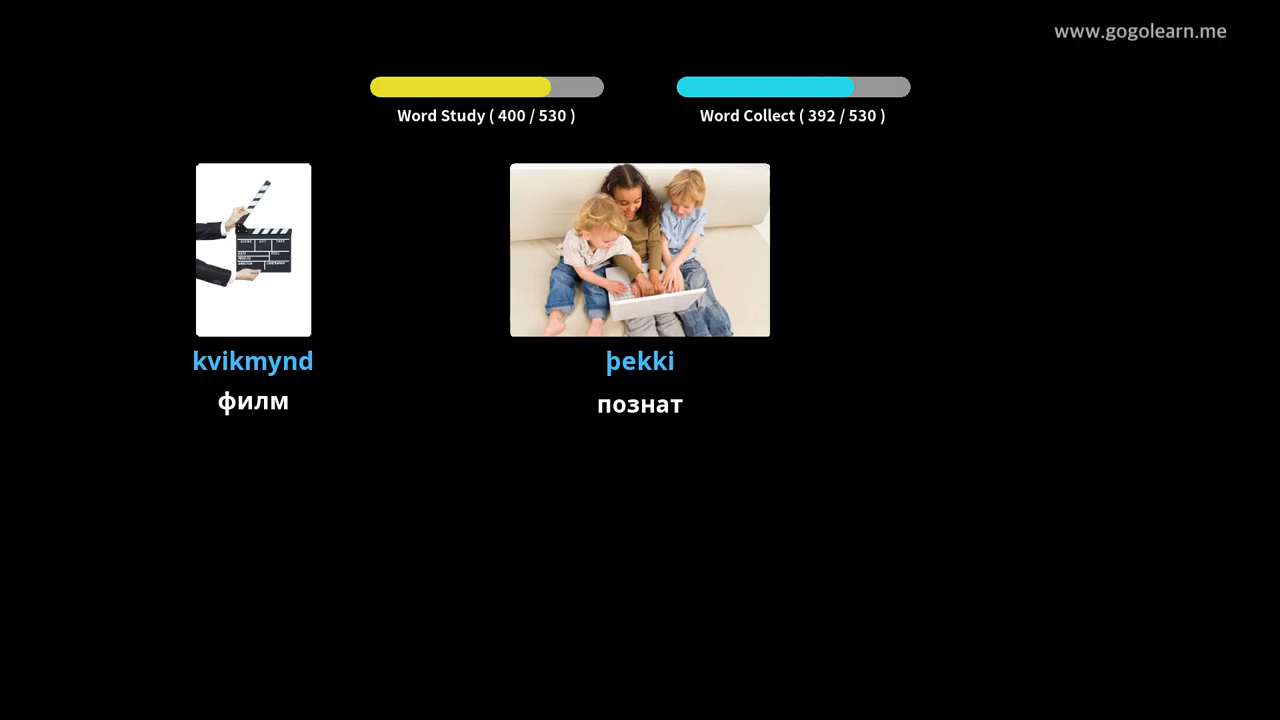 www.gogolearn.me
Word Study ( 400 / 530 )
Word Collect ( 392 / 530 )
kvikmynd
þekki
филм
познат